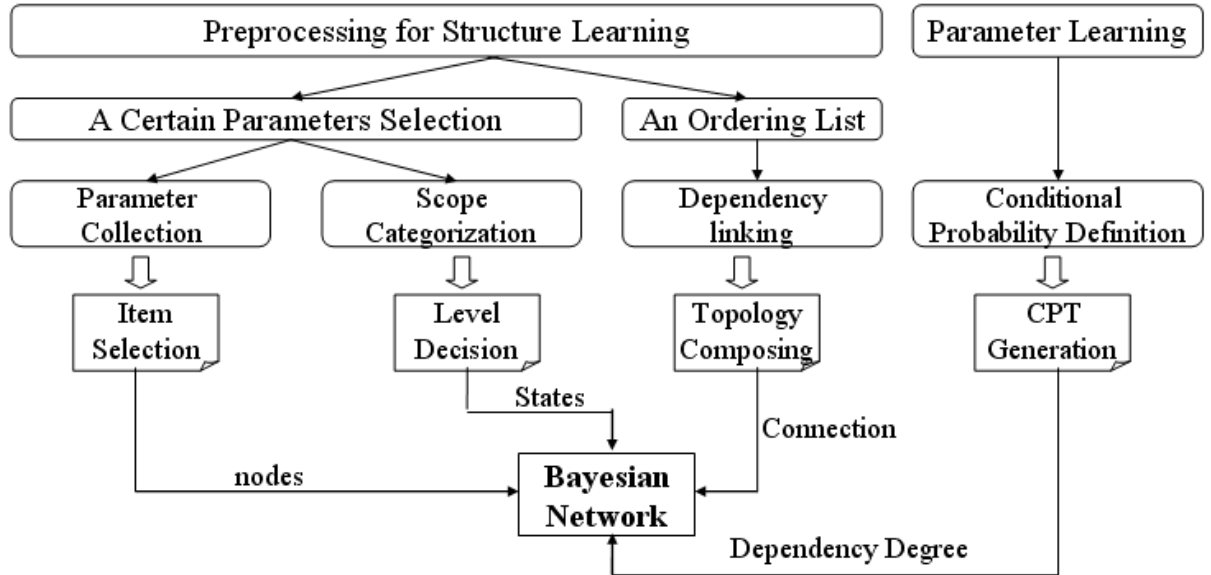 Preprocessing for Structure Learning
Parameter Learning
A Certain Parameters Selection
An Ordering List
Parameter
Collection
Scope
Categorization
Dependency
linking
Conditional
Probability Definition
Item
Selection
Level
Decision
Topology
Composing
CPT
Generation
States
Connection
nodes
Bayesian
Network
Dependency Degree